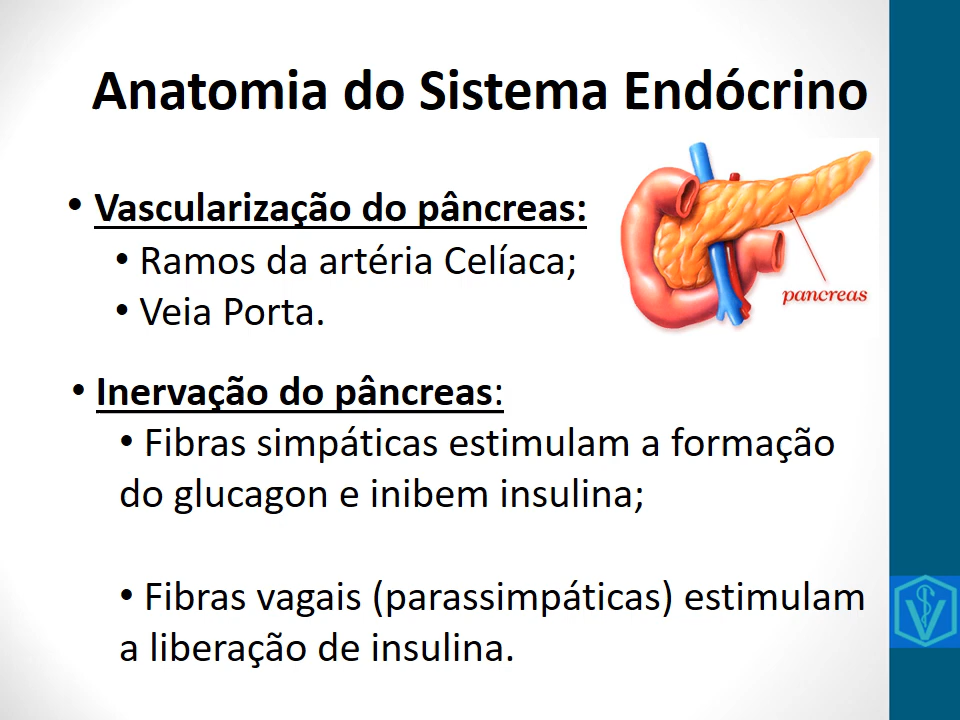 Anatomia do Sistema Endócrino
• Vascularização do pâncreas:
• Ramos da artéria Celíaca;
• Veia Porta.
pancreas
• Inervação do pâncreas:
• Fibras simpáticas estimulam a formação
do glucagon e inibem insulina;
• Fibras vagais (parassimpáticas) estimulam
a liberação de insulina.
V